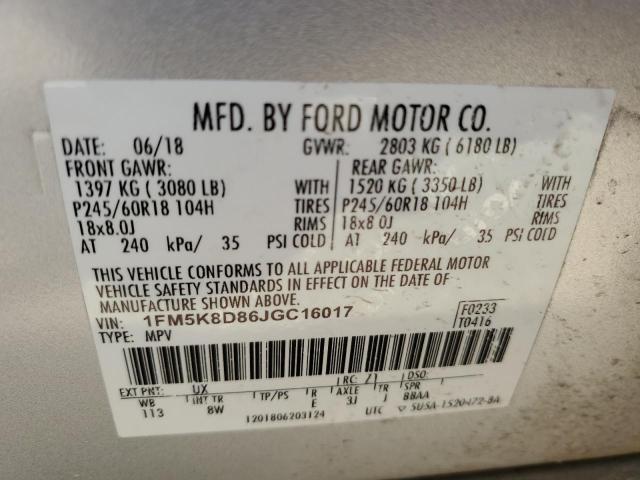 MFD. BY FORD MOTOR CO.
DATE: 06/18 GVWR: 2803 KG ( 6180 LB)
FRONT GAWR: REAR GAWR:
1397 KG ( 3080 LB) WITH 1520 KG ( 3350 LB) WITH
P245/60R18 104H TIRES P245/60R18 104H TIRES
18x8.0J RIMS 18x8.0J RIMS
AT 240 kPa/ 35 PSI COLD AT 240 kPa/ 35 PSI COLD
THIS VEHICLE CONFORMS TO ALL APPLICABLE FEDERAL MOTOR
VEHICLE SAFETY STANDARDS IN EFFECT ON THE DATE OF
MANUFACTURE SHOWN ABOVE.
VIN: 1FM5K8D86JGC16017 F0233
TYPE: MPV T0416
EXT PNT: UX RC: 71 DSO:
WB INT TR TP/PS R AXLE TR SPR
113 8W E 3J J BBAA
1201806203124 UTC ▽ 5USA-1520472-BA